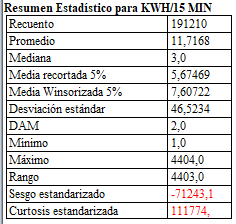 Resumen Estadístico para KWH/15 MIN
Recuento 191210
Promedio 11,7168
Mediana 3,0
Media recortada 5% 5,67469
Media Winsorizada 5% 7,60722
Desviación estándar 46,5234
DAM 2,0
Mínimo 1,0
Máximo 4404,0
Rango 4403,0
Sesgo estandarizado -71243,1
Curtosis estandarizada 111774,